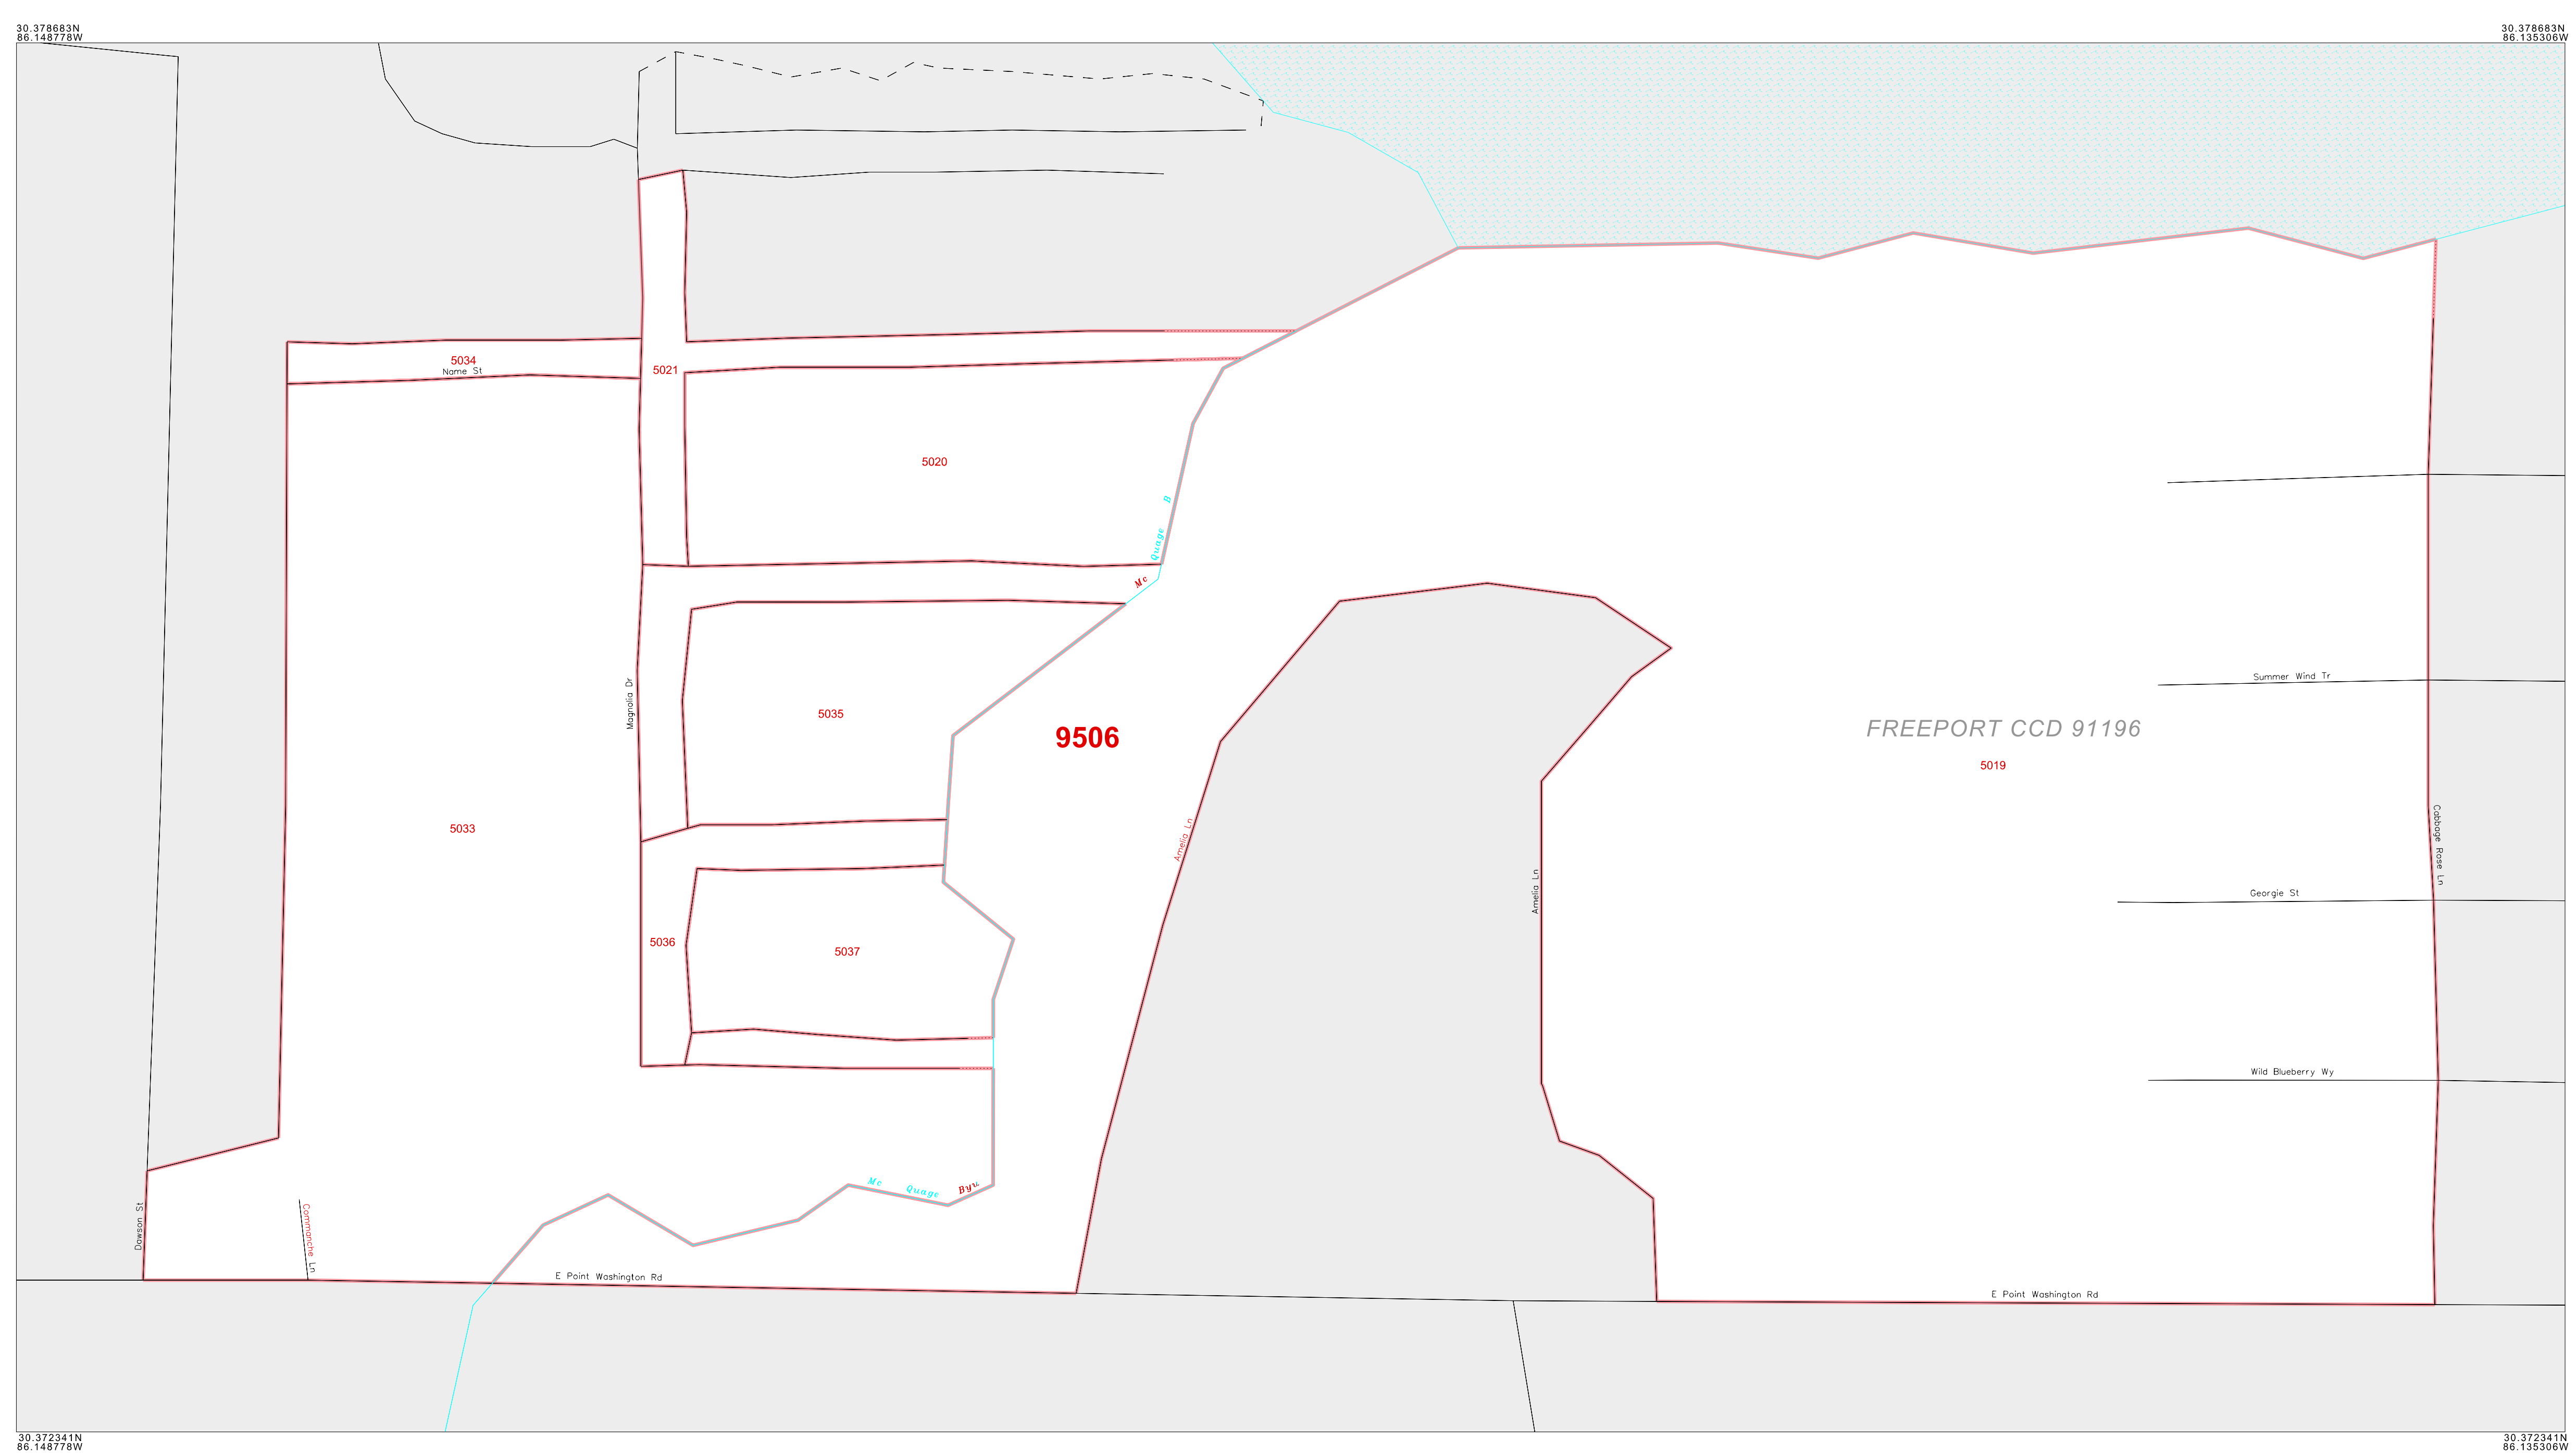 30.378683N
86.148778W
30.378683N
86.135306W
5034
Name St
5021
5020
Mc Quage B
Magnolia Dr
5035
9506
Summer Wind Tr
FREEPORT CCD 91196
5019
5033
Amelia Ln
Amelia Ln
Cabbage Rose Ln
Georgie St
5036
5037
Wild Blueberry Wy
Mc Quage Byu
Dawson St
Commanche Ln
E Point Washington Rd
E Point Washington Rd
30.372341N
86.148778W
30.372341N
86.135306W